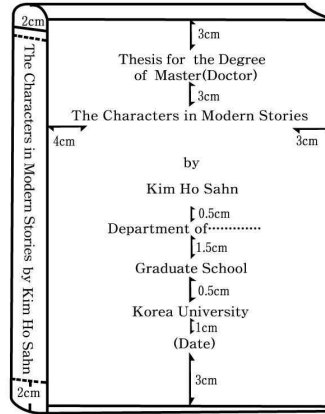 2cm
The Characters in Modern Stories by Kim Ho Sahn
2cm
3cm
Thesis for the Degree
of Master(Doctor)
3cm
The Characters in Modern Stories
4cm
3cm
by
Kim Ho Sahn
0.5cm
Department of·············
1.5cm
Graduate School
0.5cm
Korea University
1cm
(Date)
3cm